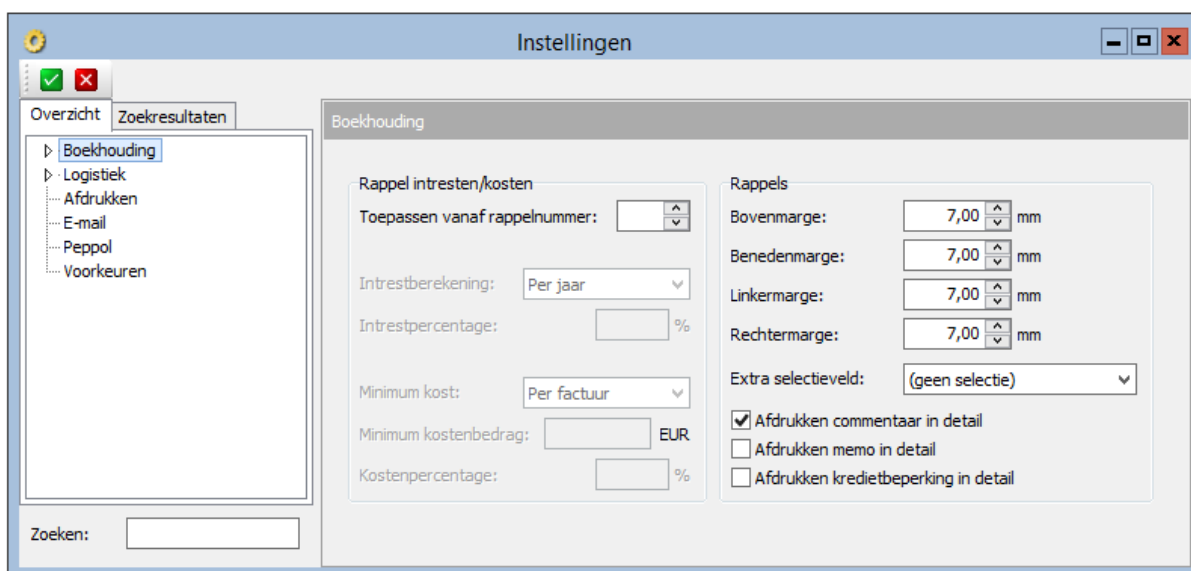 Instellingen
Overzicht
Zoekresultaten
Boekhouding
Logistiek
Afdrukken
E-mail
Peppol
Voorkeuren
Zoeken:
Boekhouding
Rappel intresten/kosten
Toepassen vanaf rappelnummer:
Intrestberekening: Per jaar
Intrestpercentage: %
Minimum kost: Per factuur
Minimum kostenbedrag: EUR
Kostenpercentage: %
Rappels
Bovenmarge: 7,00 mm
Benedenmarge: 7,00 mm
Linkermarge: 7,00 mm
Rechtermarge: 7,00 mm
Extra selectieveld: (geen selectie)
Afdrukken commentaar in detail
Afdrukken memo in detail
Afdrukken kredietbeperking in detail